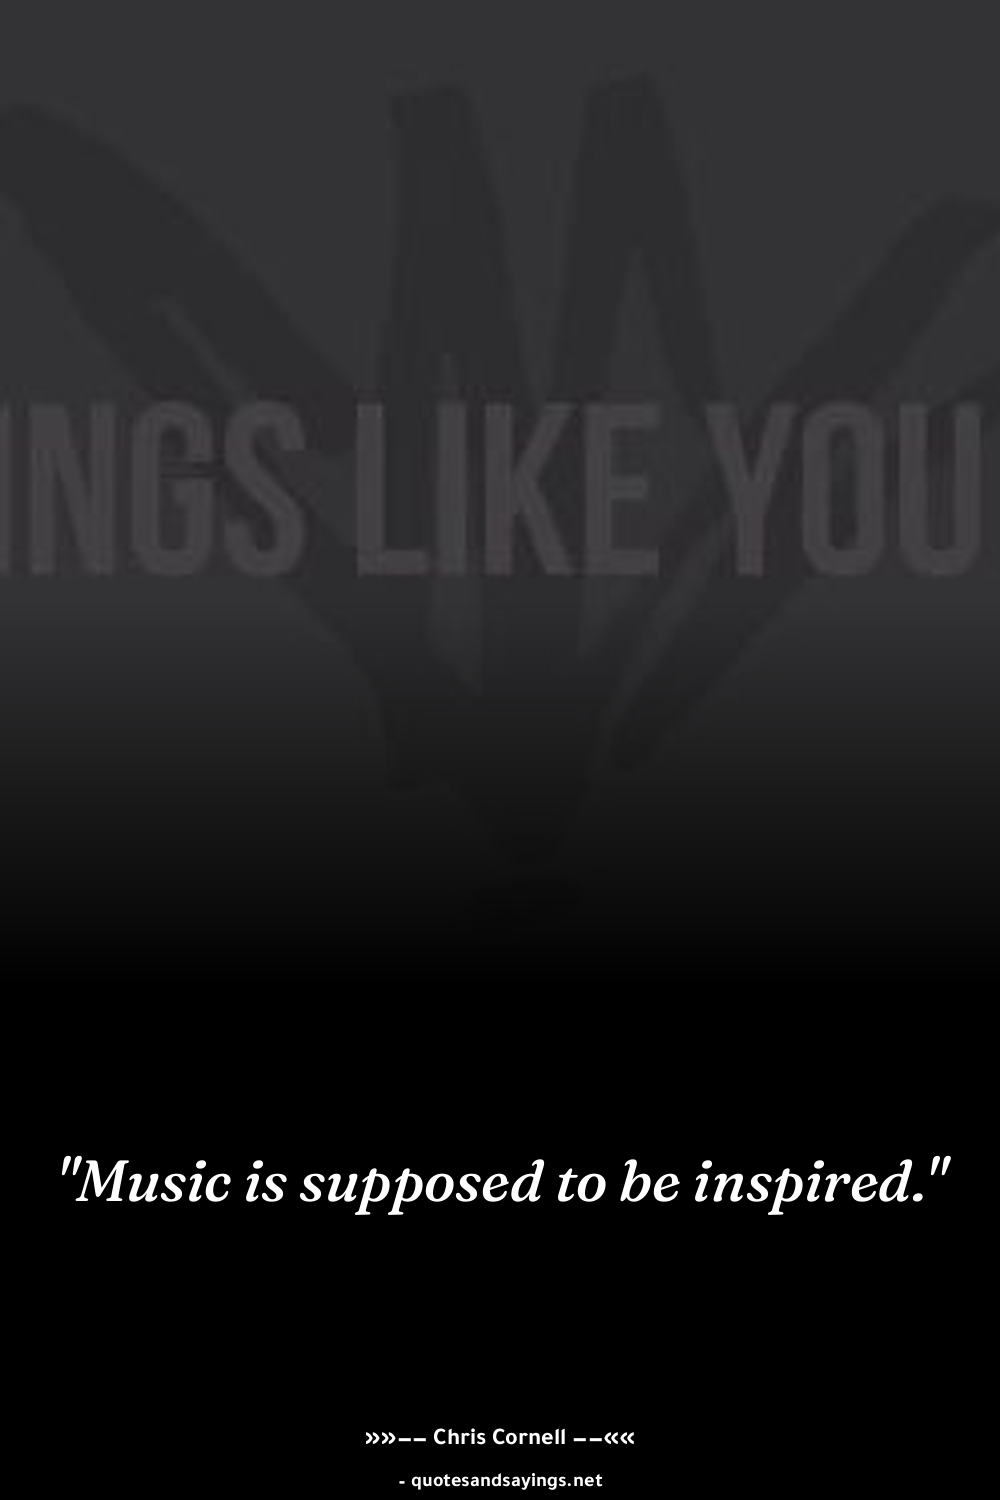 INGS LIKE YOU
"Music is supposed to be inspired."
»»-– Chris Cornell -–««
- quotesandsayings.net